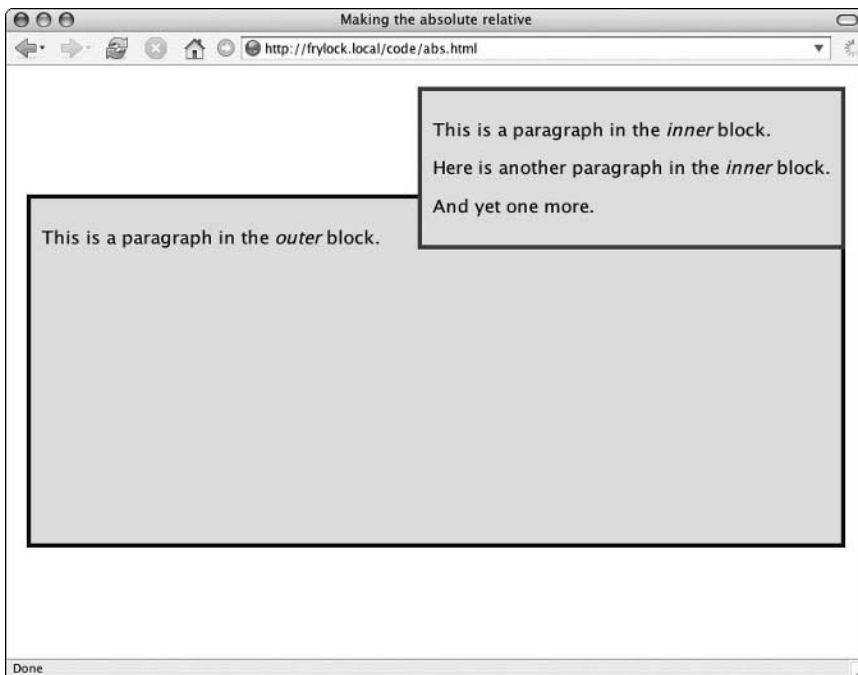 Making the absolute relative
http://frylock.local/code/abs.html
This is a paragraph in the inner block.
Here is another paragraph in the inner block.
And yet one more.
This is a paragraph in the outer block.
Done